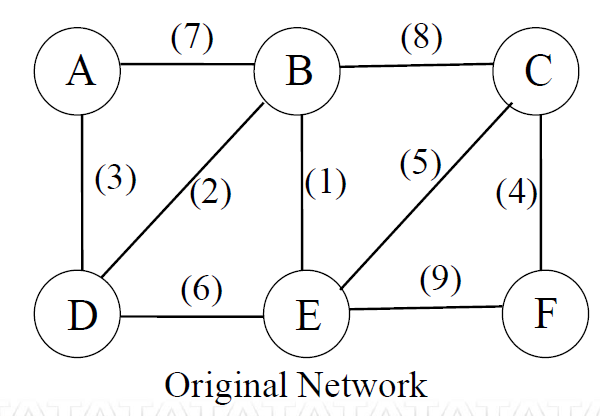 (7) (8)
A B C
(3) (2) (1) (5) (4)
(6) (9)
D E F
Original Network